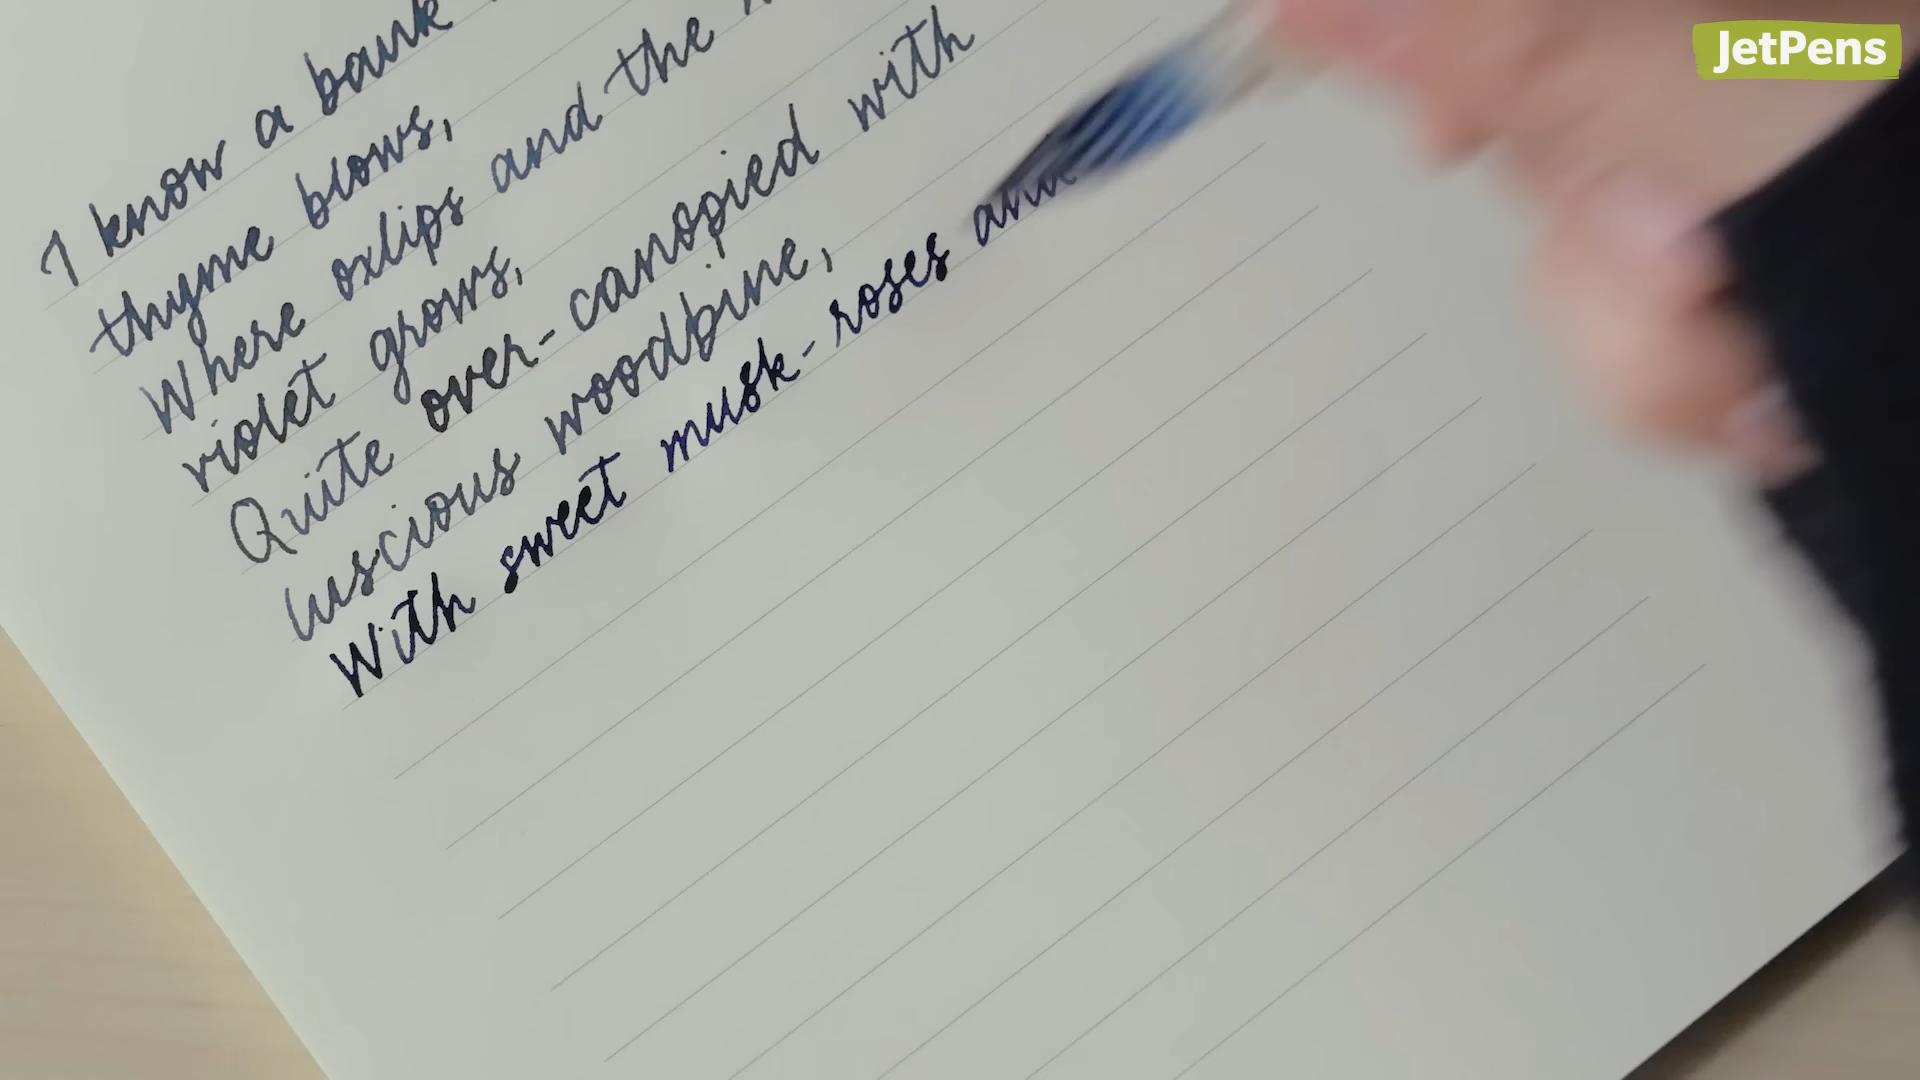 JetPens
I know a bank
thyme blows,
Where oxlips and the
violet grows,
Quite over-canopied with
luscious woodbine,
With sweet musk-roses and